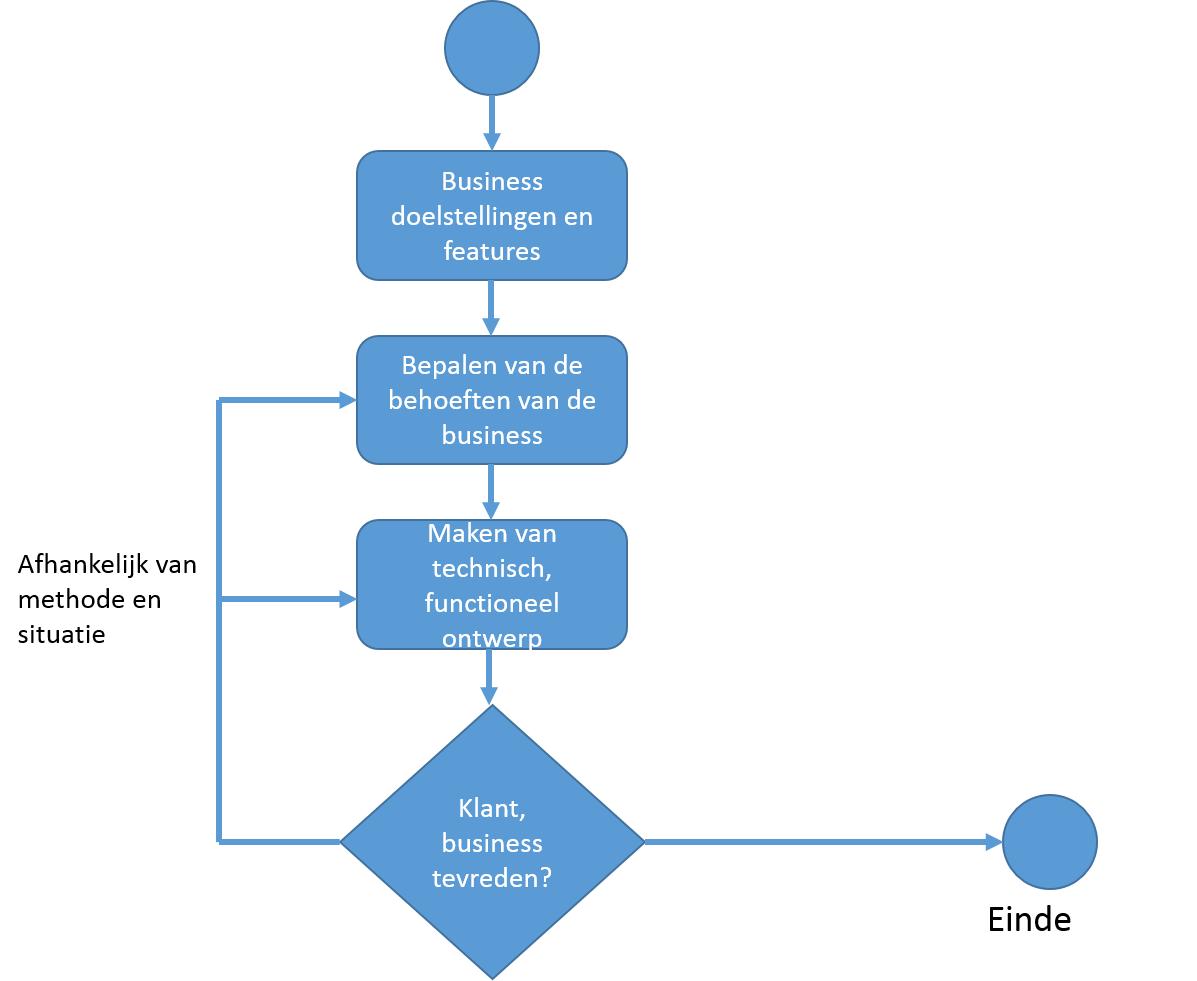 Business
doelstellingen en
features
Bepalen van de
behoeften van de
business
Maken van
technisch,
functioneel
ontwerp
Afhankelijk van
methode en
situatie
Klant,
business
tevreden?
Einde